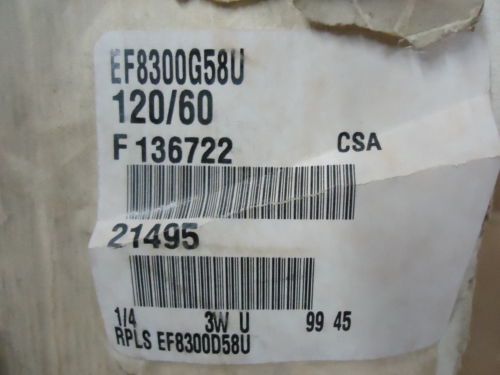 EF8300G58U
120/60
F 136722 CSA
21495
1/4 3W U 99 45
RPLS EF8300D58U